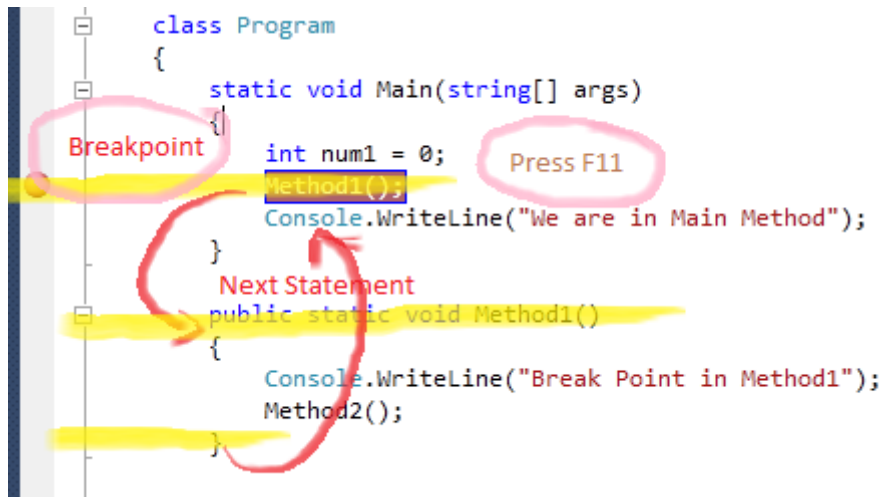 class Program
{
static void Main(string[] args)
{
Breakpoint
int num1 = 0;
Press F11
Method1();
Console.WriteLine("We are in Main Method");
}
Next Statement
public static void Method1()
{
Console.WriteLine("Break Point in Method1");
Method2();
}